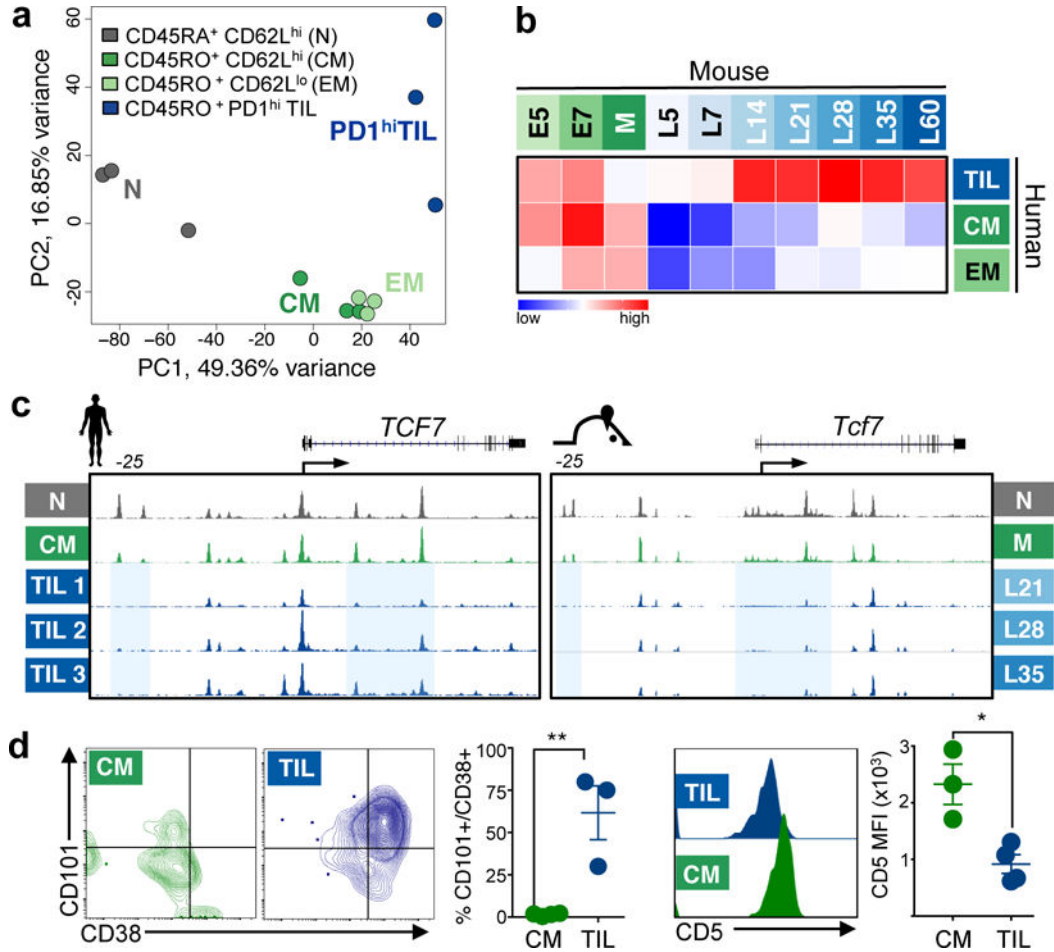 a
60
40
20
0
−20
PC2, 16.85% variance
CD45RA⁺ CD62Lʰⁱ (N)
CD45RO⁺ CD62Lʰⁱ (CM)
CD45RO⁺ CD62Lˡᵒ (EM)
CD45RO⁺ PD1ʰⁱ TIL
PD1ʰⁱTIL
N
CM
EM
−80 −60 −40 −20 0 20 40
PC1, 49.36% variance
b
Mouse
E5 E7 M L5 L7 L14 L21 L28 L35 L60
TIL
CM
EM
Human
low high
c
TCF7
-25
N
CM
TIL 1
TIL 2
TIL 3
Tcf7
-25
N
M
L21
L28
L35
d
CM
TIL
CD101
CD38
% CD101+/CD38+
100
75
50
25
0
**
CM TIL
TIL
CM
CD5
CD5 MFI (x10³)
3
2
1
*
CM TIL